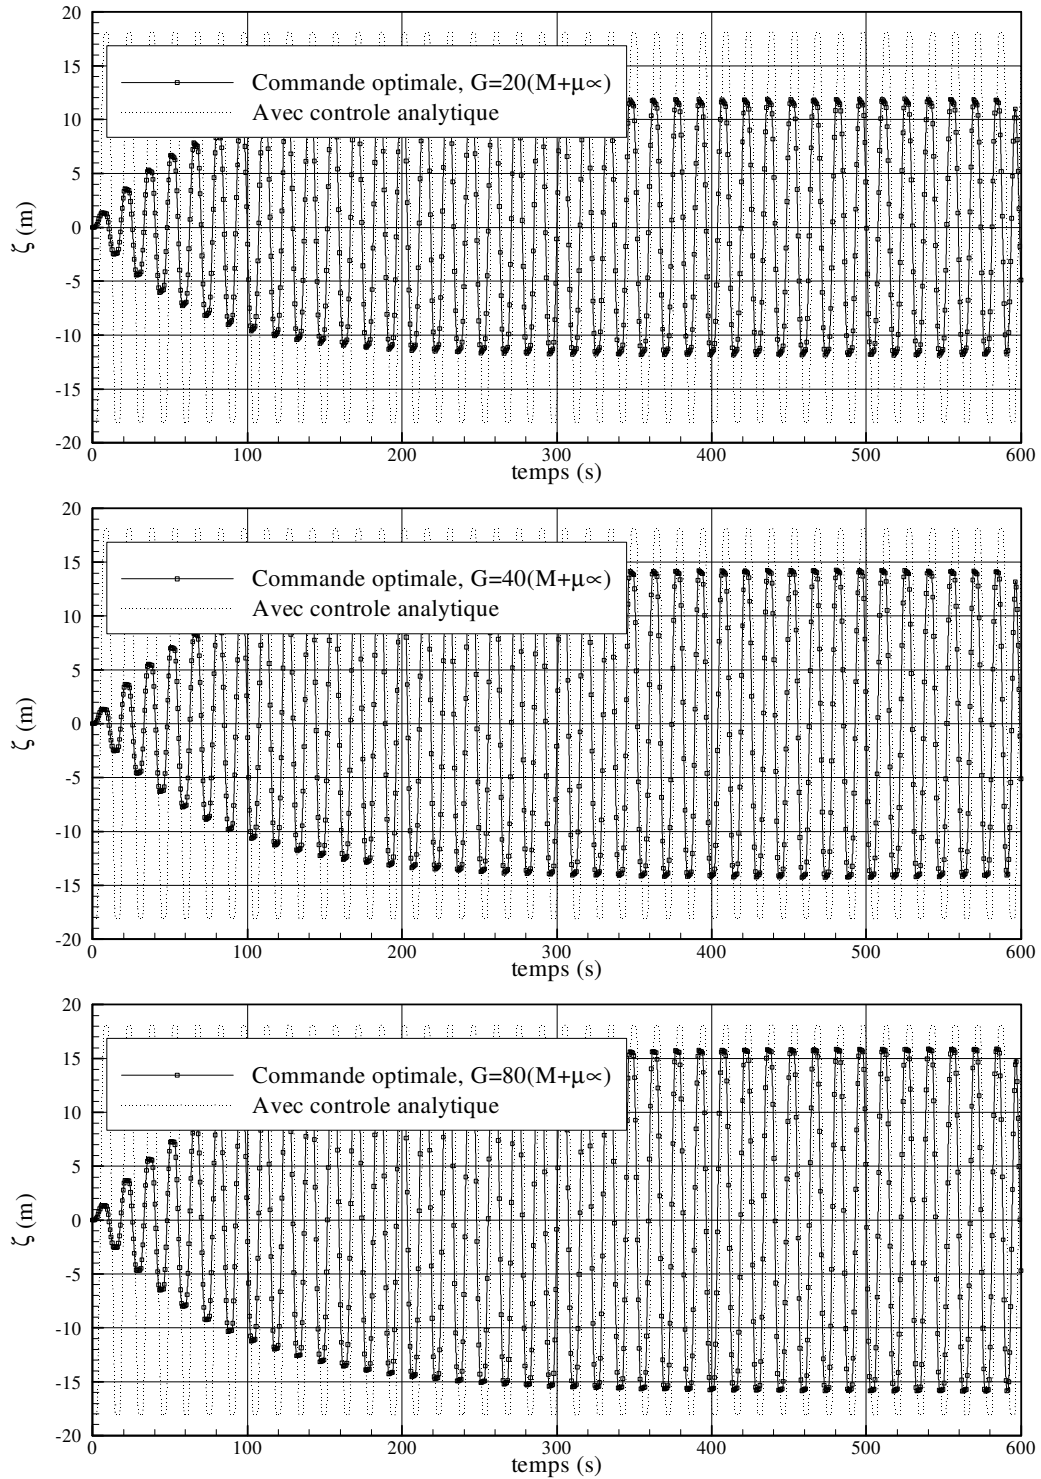 20
15
10
5
0
-5
-10
-15
-20
ζ (m)
Commande optimale, G=20(M+μ∝)
Avec controle analytique
0 100 200 300 400 500 600
temps (s)
20
15
10
5
0
-5
-10
-15
-20
ζ (m)
Commande optimale, G=40(M+μ∝)
Avec controle analytique
0 100 200 300 400 500 600
temps (s)
20
15
10
5
0
-5
-10
-15
-20
ζ (m)
Commande optimale, G=80(M+μ∝)
Avec controle analytique
0 100 200 300 400 500 600
temps (s)